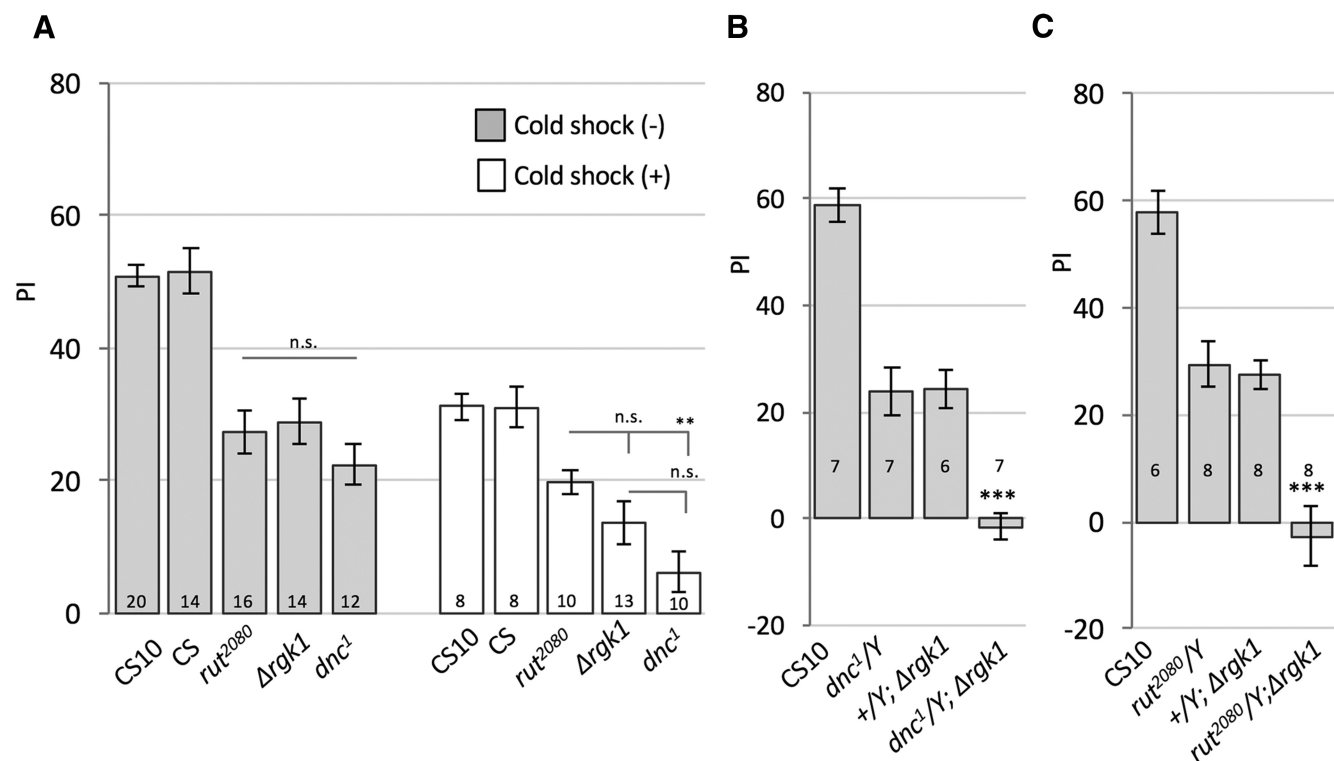 A
80
60
40
20
0
PI
Cold shock (-)
Cold shock (+)
n.s.
n.s.
**
n.s.
20
14
16
14
12
8
8
10
13
10
CS10
CS
rut²⁰⁸⁰
Δrgk1
dnc¹
CS10
CS
rut²⁰⁸⁰
Δrgk1
dnc¹
B
80
60
40
20
0
-20
PI
7
7
6
7
***
CS10
dnc¹/Y
+/Y; Δrgk1
dnc¹/Y; Δrgk1
C
80
60
40
20
0
-20
PI
6
8
8
8
***
CS10
rut²⁰⁸⁰/Y
+/Y; Δrgk1
rut²⁰⁸⁰/Y;Δrgk1